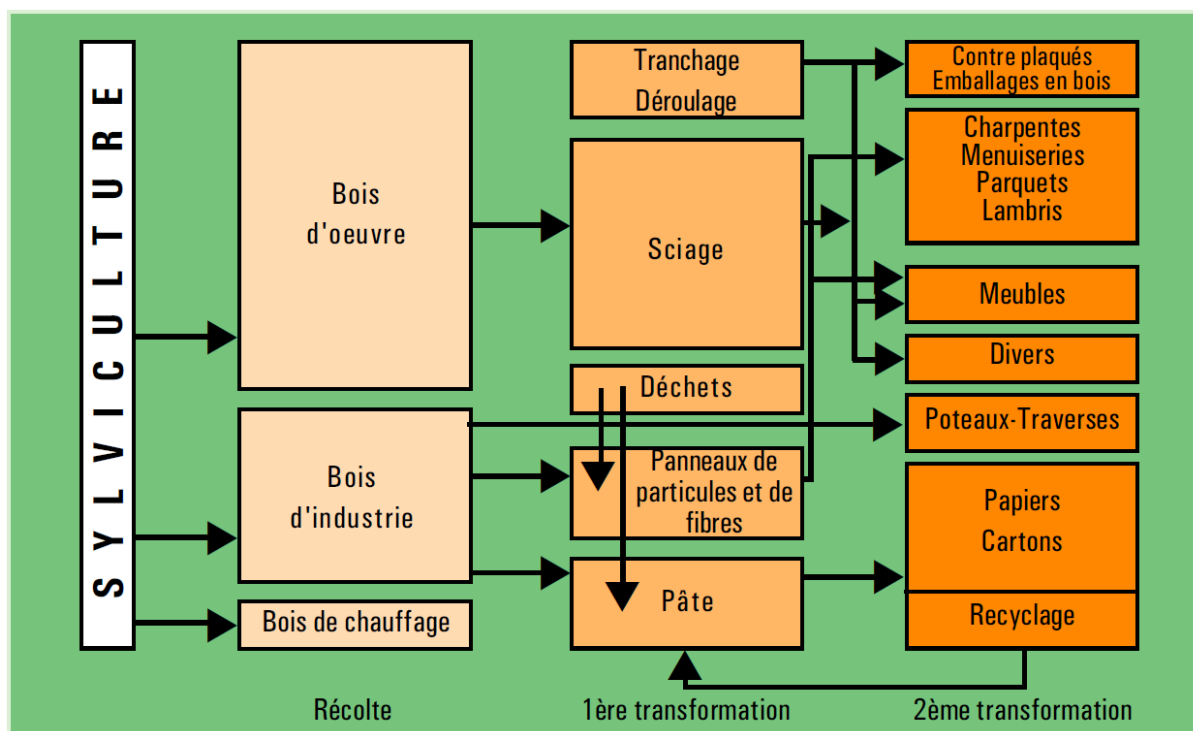 SYLVICULTURE
Bois
d'oeuvre
Bois
d'industrie
Bois de chauffage
Récolte
Tranchage
Déroulage
Sciage
Déchets
Panneaux de
particules et de
fibres
Pâte
1ère transformation
Contre plaqués
Emballages en bois
Charpentes
Menuiseries
Parquets
Lambris
Meubles
Divers
Poteaux-Traverses
Papiers
Cartons
Recyclage
2ème transformation